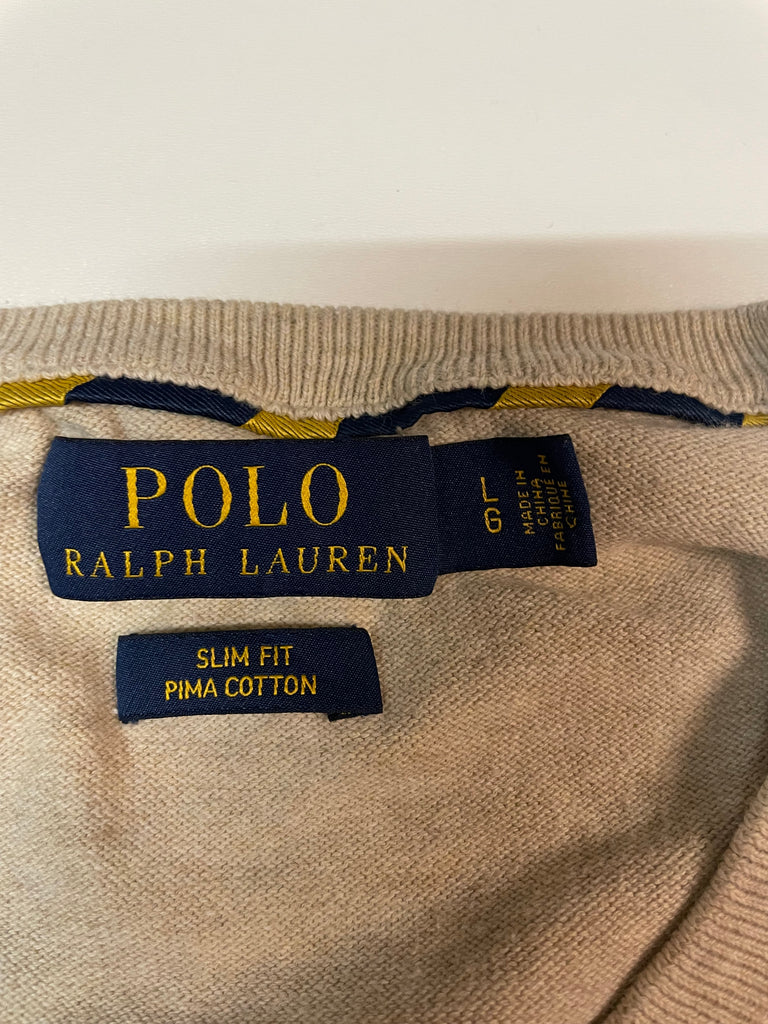 POLO
RALPH LAUREN
L
G
MADE IN
CHINA
FABRIQUÉ EN
CHINE
SLIM FIT
PIMA COTTON